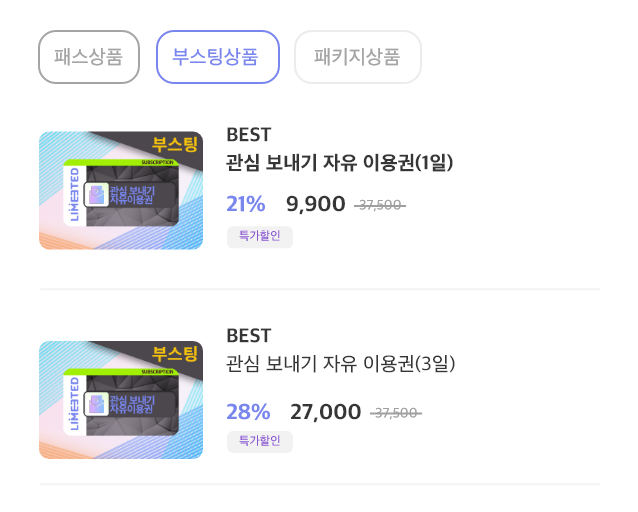 패스상품
부스팅상품
패키지상품
부스팅
SUBSCRIPTION
LIMEETED
관심 보내기
자유이용권
BEST
관심 보내기 자유 이용권(1일)
21% 9,900 37,500
특가할인
부스팅
SUBSCRIPTION
LIMEETED
관심 보내기
자유이용권
BEST
관심 보내기 자유 이용권(3일)
28% 27,000 37,500
특가할인